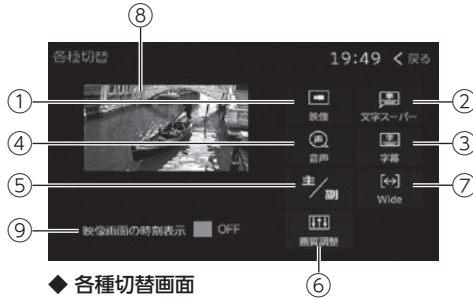 ⑧
各種切替 19:49 < 戻る
① 映像 ② 文字スーパー
④ 音声 ③ 字幕
⑤ 主/副 ⑦ Wide
⑨ 映像画面の時刻表示 OFF
画質調整
◆ 各種切替画面 ⑥